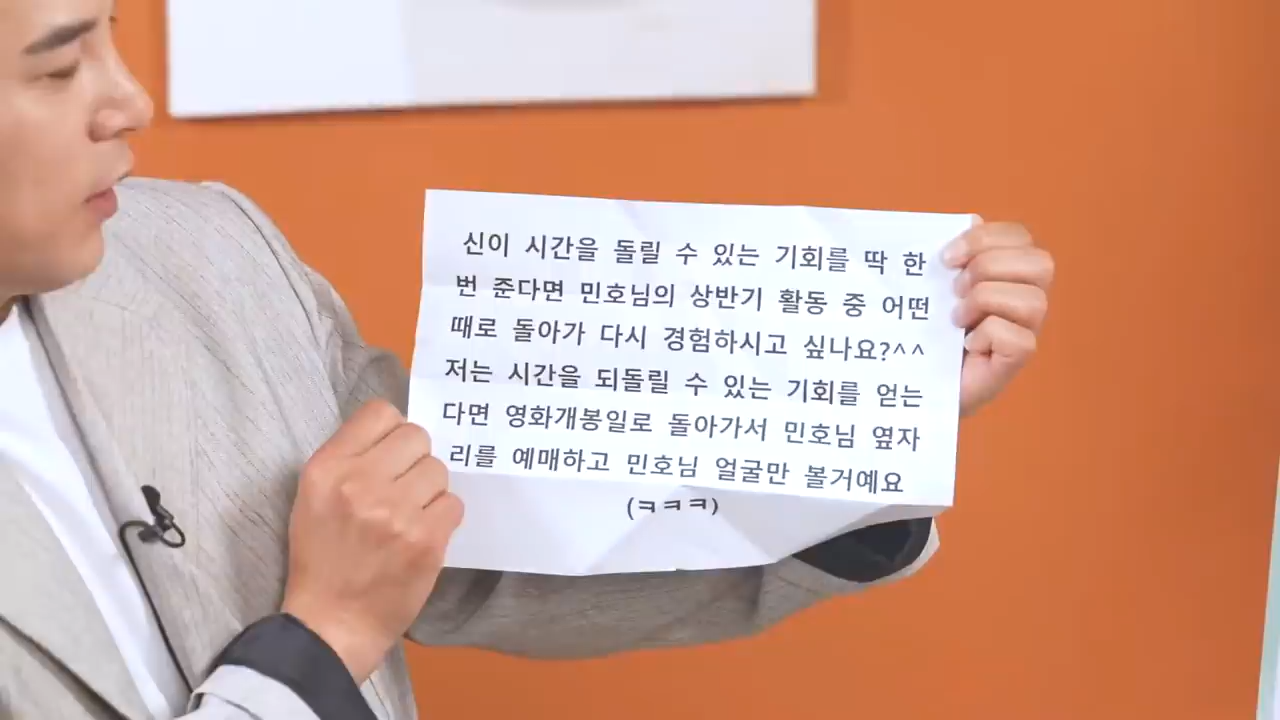 신이 시간을 돌릴 수 있는 기회를 딱 한
번 준다면 민호님의 상반기 활동 중 어떤
때로 돌아가 다시 경험하시고 싶나요?^^
저는 시간을 되돌릴 수 있는 기회를 얻는
다면 영화개봉일로 돌아가서 민호님 옆자
리를 예매하고 민호님 얼굴만 볼거예요
(ㅋㅋㅋ)